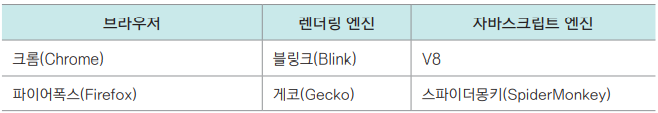 브라우저 렌더링 엔진 자바스크립트 엔진
크롬(Chrome) 블링크(Blink) V8
파이어폭스(Firefox) 게코(Gecko) 스파이더몽키(SpiderMonkey)